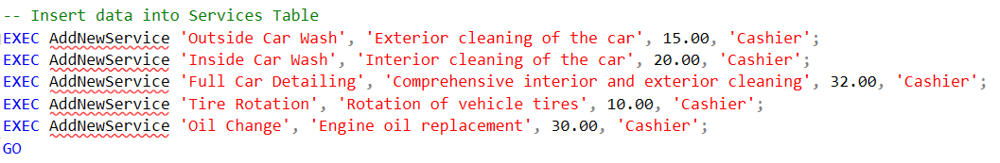 -- Insert data into Services Table
EXEC AddNewService 'Outside Car Wash', 'Exterior cleaning of the car', 15.00, 'Cashier';
EXEC AddNewService 'Inside Car Wash', 'Interior cleaning of the car', 20.00, 'Cashier';
EXEC AddNewService 'Full Car Detailing', 'Comprehensive interior and exterior cleaning', 32.00, 'Cashier';
EXEC AddNewService 'Tire Rotation', 'Rotation of vehicle tires', 10.00, 'Cashier';
EXEC AddNewService 'Oil Change', 'Engine oil replacement', 30.00, 'Cashier';
GO